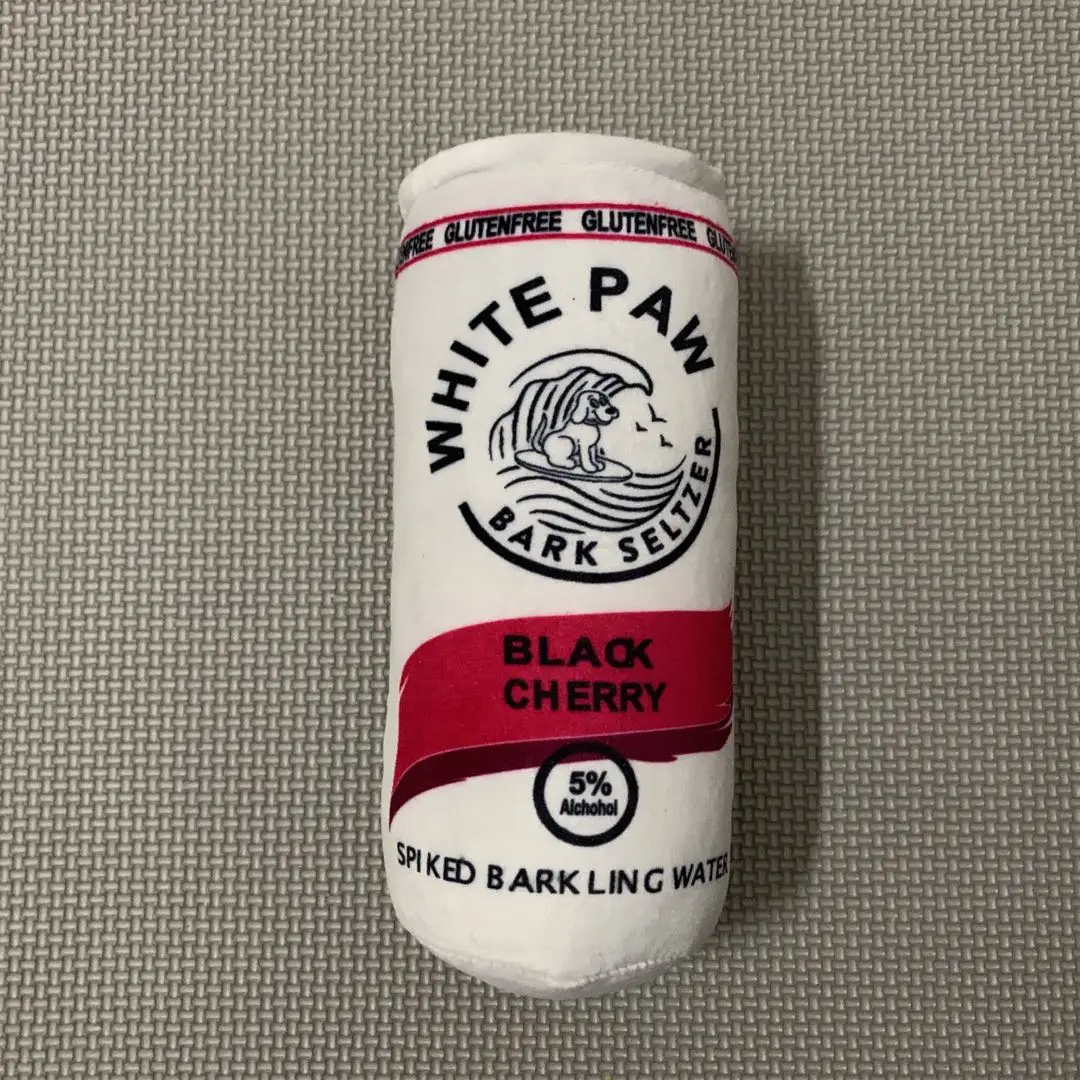 GLUTENFREE GLUTENFREE
WHITE PAW
BARK SELTZER
BLACK
CHERRY
5%
Alchohol
SPIKED BARKLING WATER